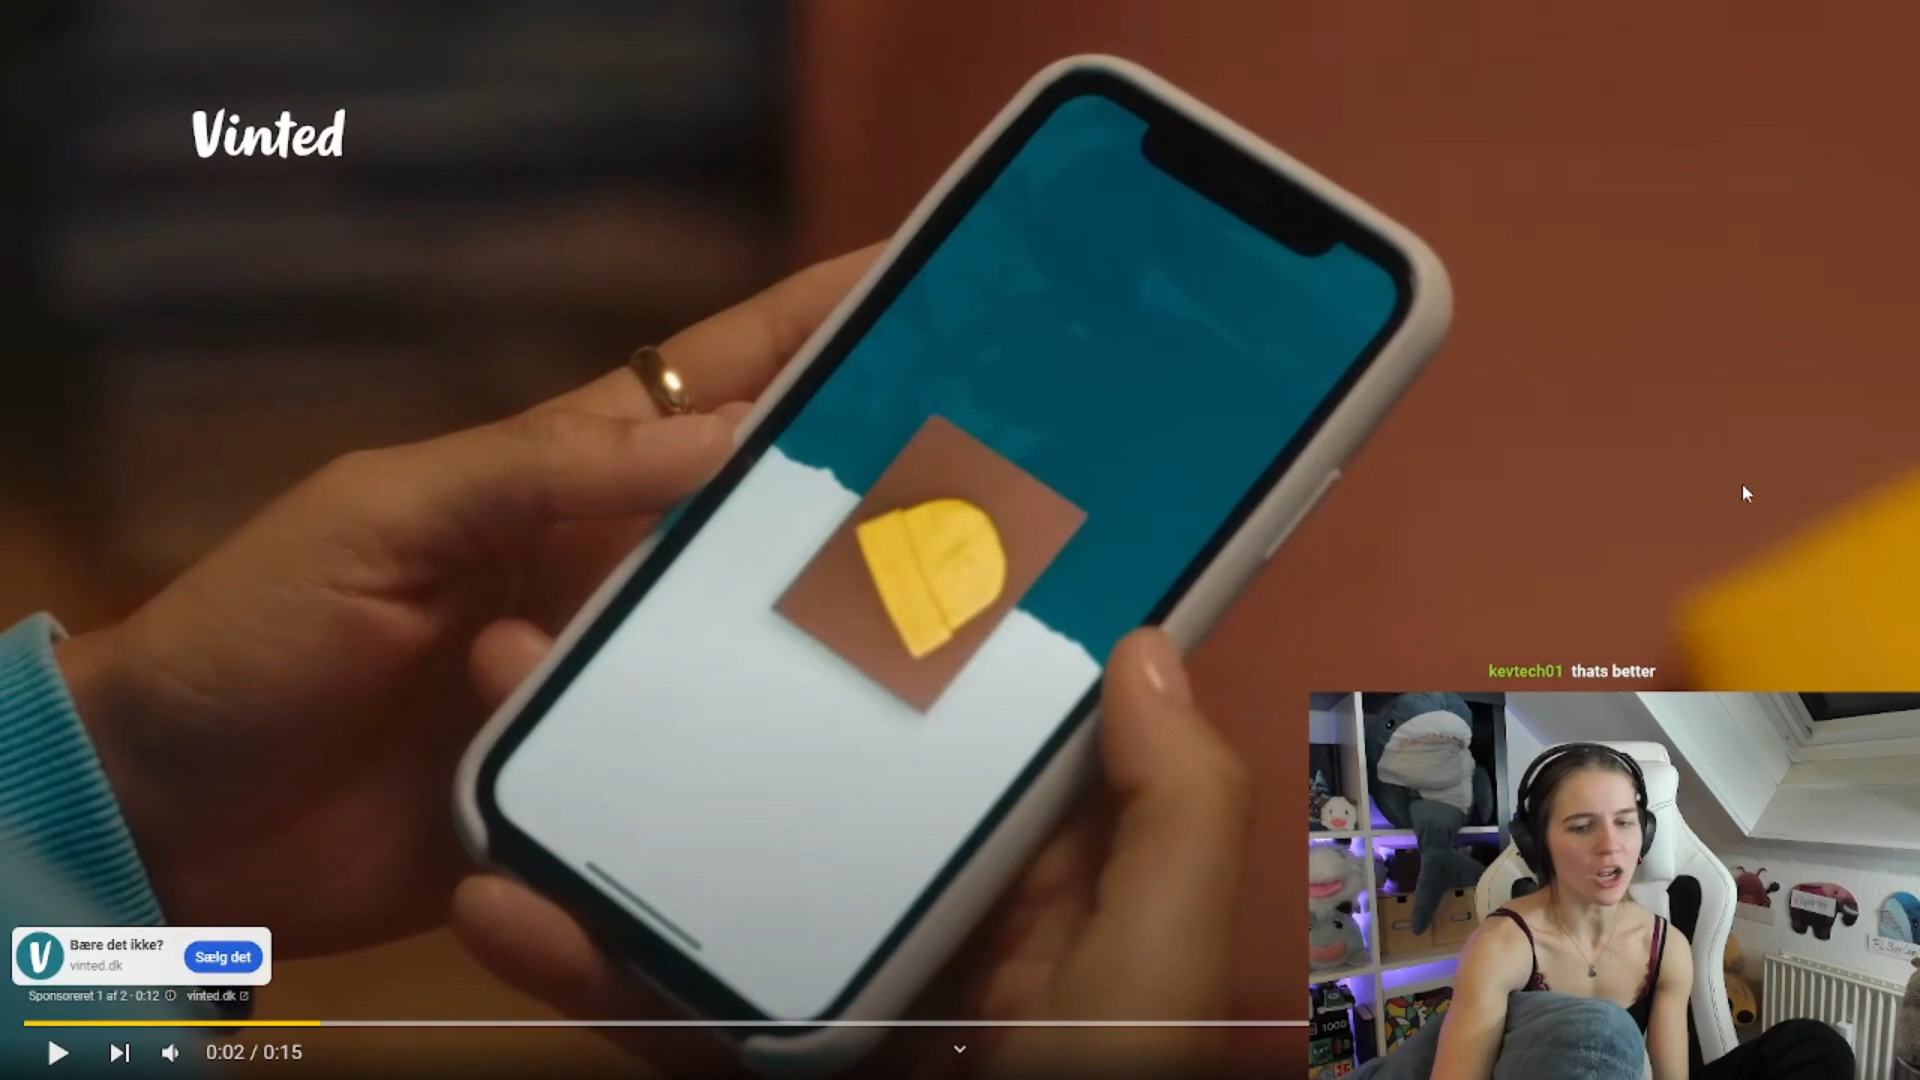 Vinted
kevtech01 thats better
Bære det ikke?
vinted.dk
Sælg det
Sponsoreret 1 af 2 · 0:12 vinted.dk
0:02 / 0:15
1000